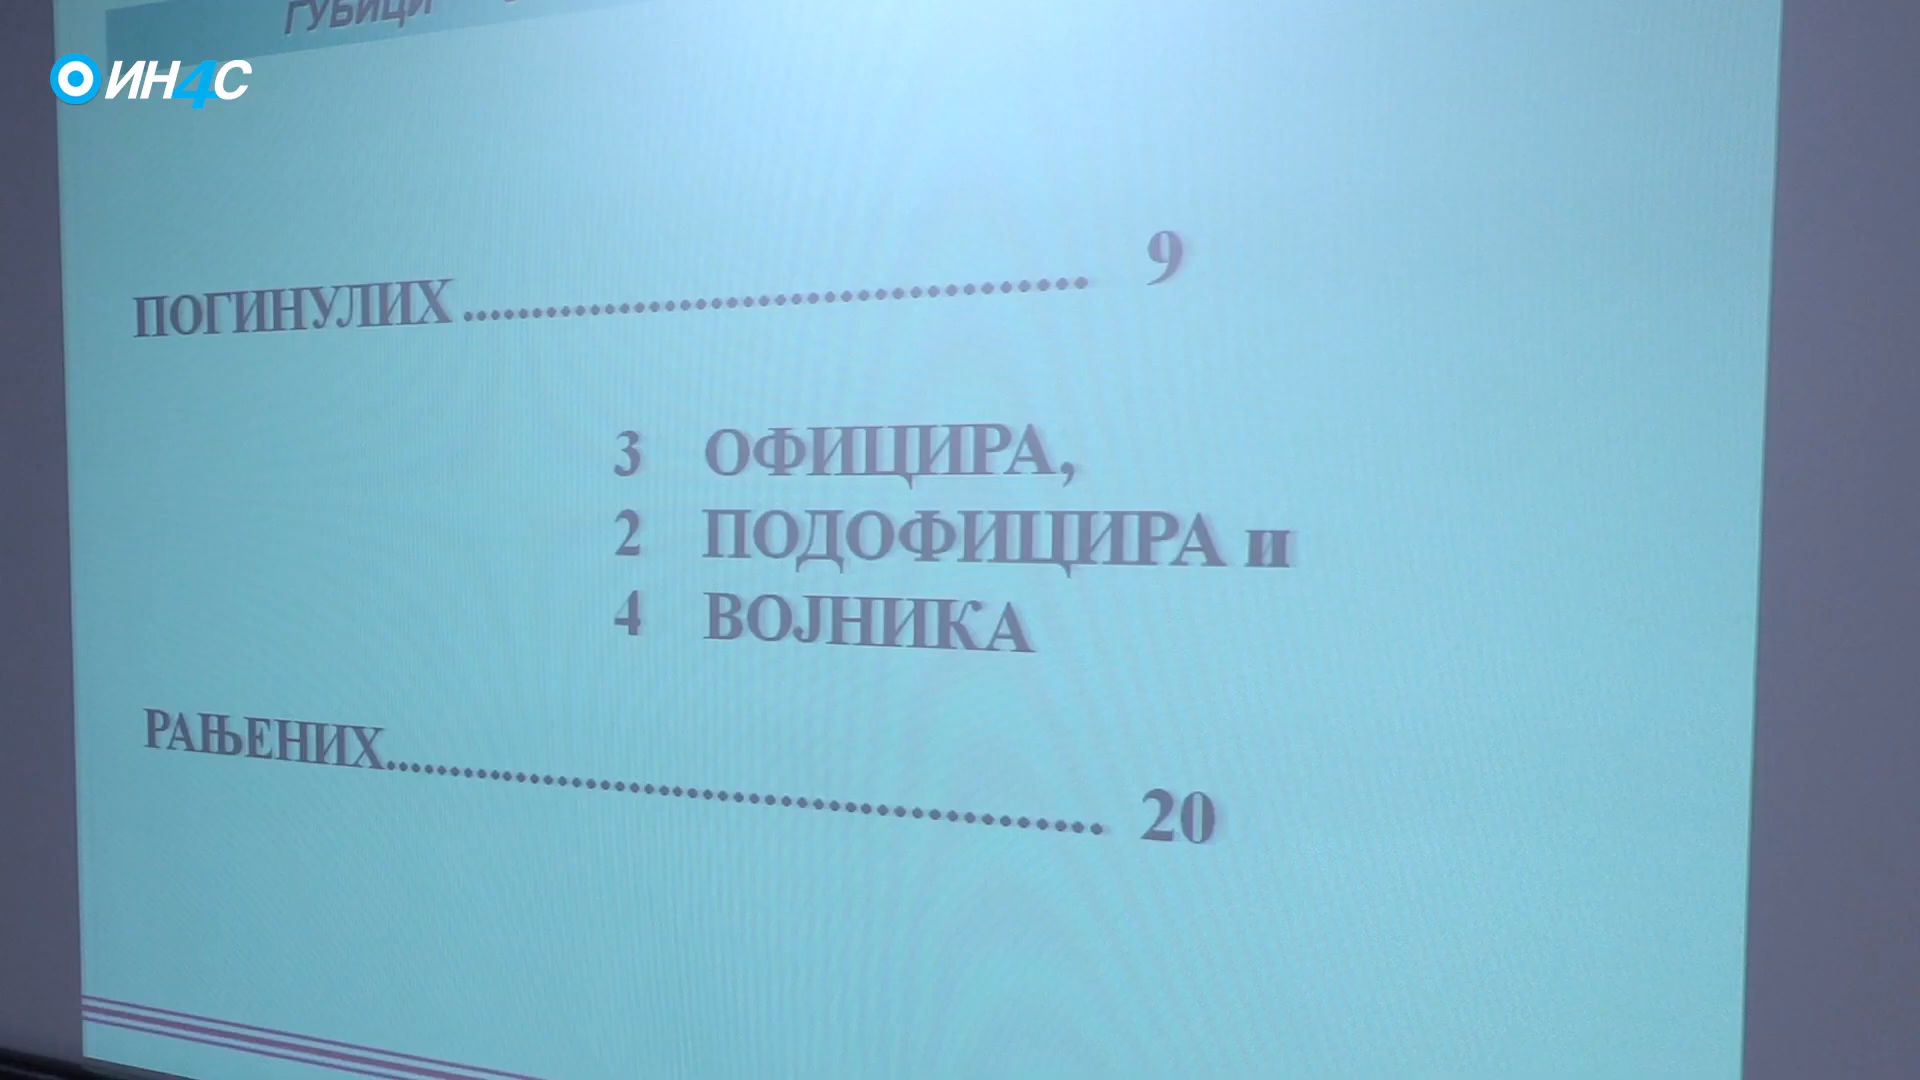 ГУБИЦИ
ИН4С
ПОГИНУЛИХ.......................................... 9
3 ОФИЦИРА,
2 ПОДОФИЦИРА и
4 ВОЈНИКА
РАЊЕНИХ.................................................. 20